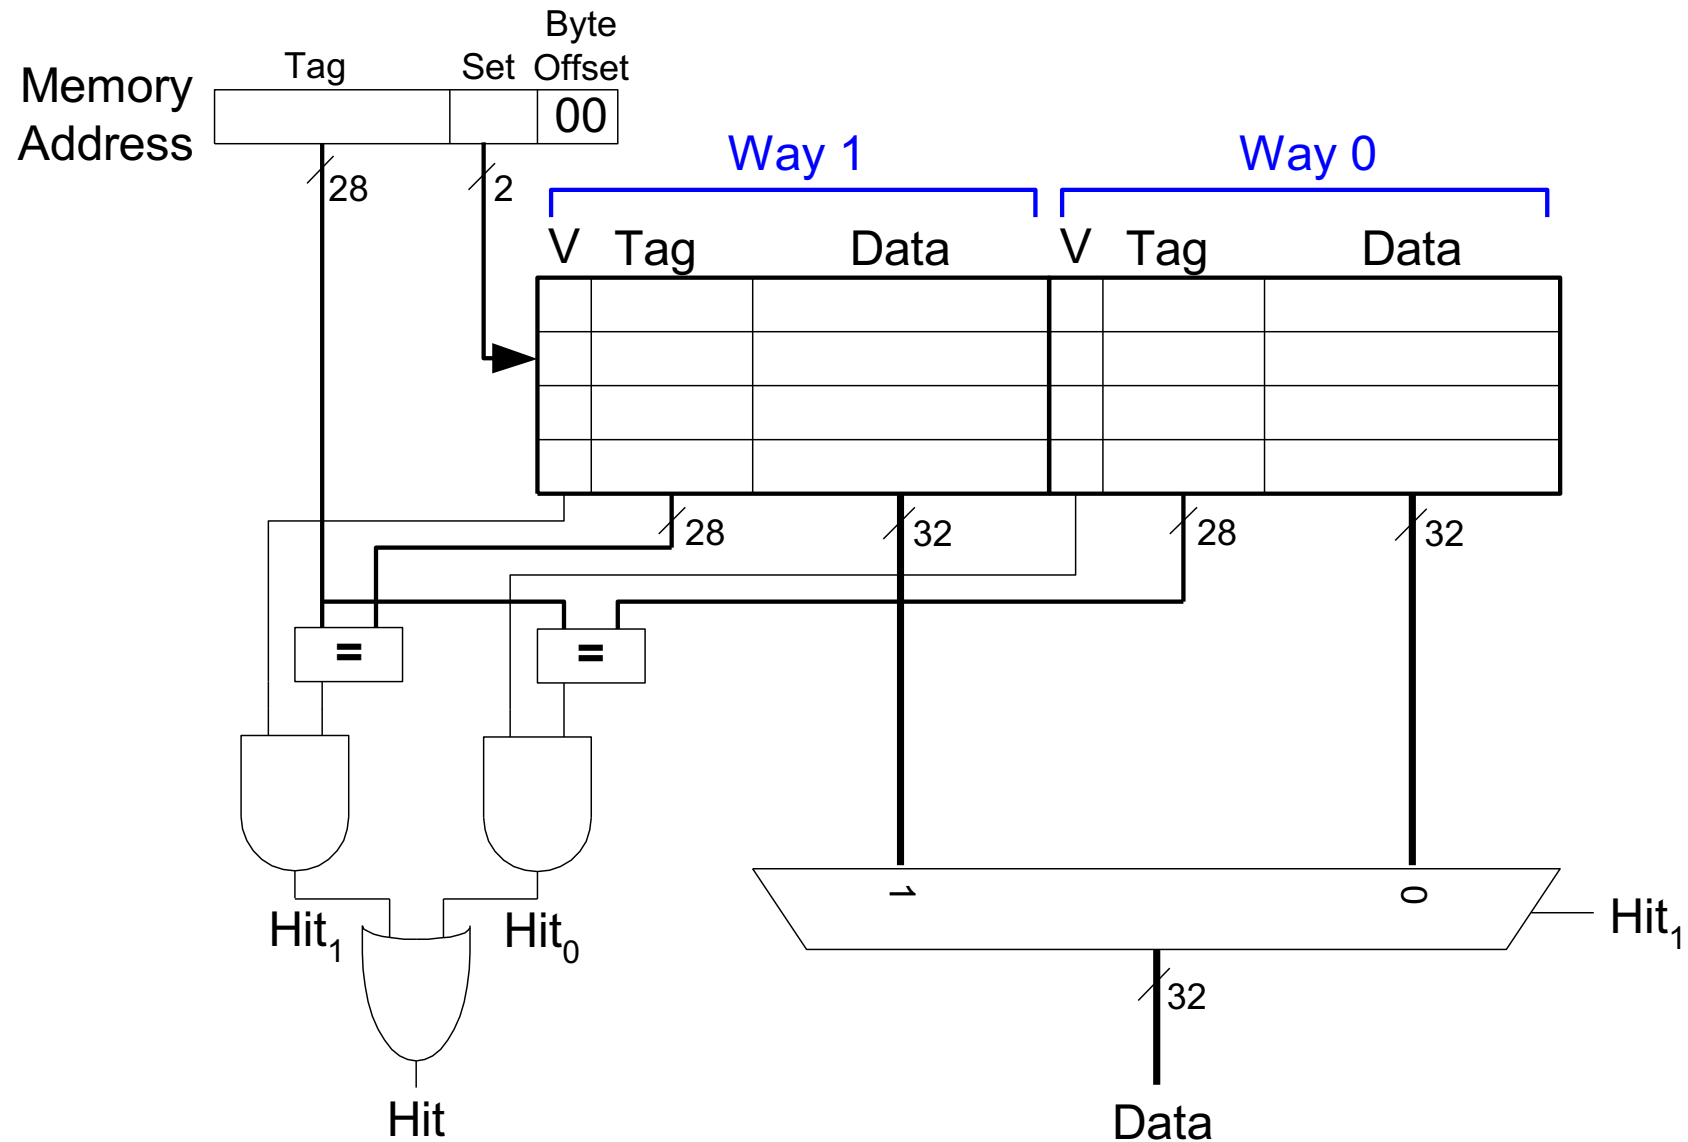 Byte
Tag Set Offset
Memory
Address
00
28 2
Way 1 Way 0
V Tag Data V Tag Data
28 32 28 32
= =
1 0
Hit1 Hit0 Hit1
32
Hit Data